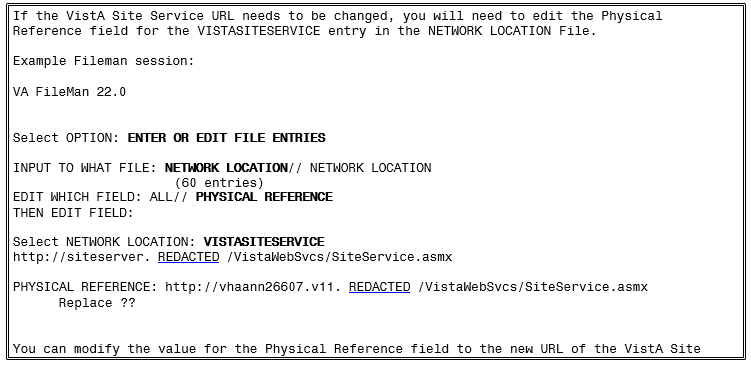 If the VistA Site Service URL needs to be changed, you will need to edit the Physical
Reference field for the VISTASITESERVICE entry in the NETWORK LOCATION File.
Example Fileman session:
VA FileMan 22.0
Select OPTION: ENTER OR EDIT FILE ENTRIES
INPUT TO WHAT FILE: NETWORK LOCATION// NETWORK LOCATION
(60 entries)
EDIT WHICH FIELD: ALL// PHYSICAL REFERENCE
THEN EDIT FIELD:
Select NETWORK LOCATION: VISTASITESERVICE
http://siteserver. REDACTED /VistaWebSvcs/SiteService.asmx
PHYSICAL REFERENCE: http://vhaann26607.v11. REDACTED /VistaWebSvcs/SiteService.asmx
Replace ??
You can modify the value for the Physical Reference field to the new URL of the VistA Site